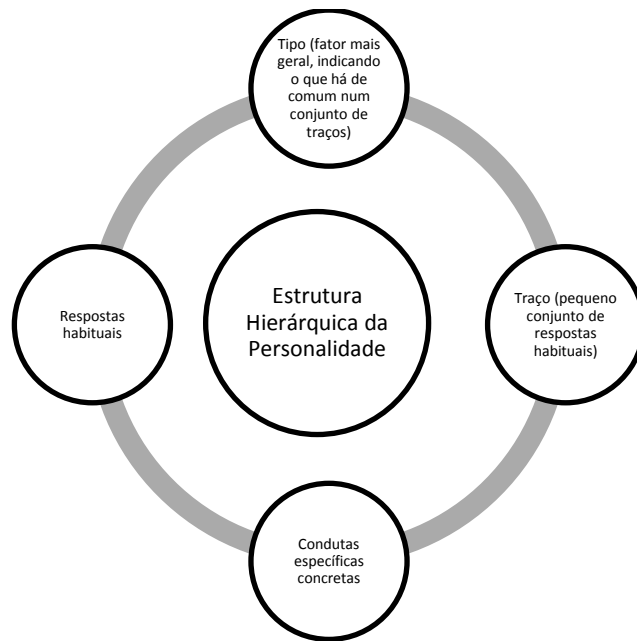 Tipo (fator mais
geral, indicando
o que há de
comum num
conjunto de
traços)
Respostas
habituais
Estrutura
Hierárquica da
Personalidade
Traço (pequeno
conjunto de
respostas
habituais)
Condutas
específicas
concretas